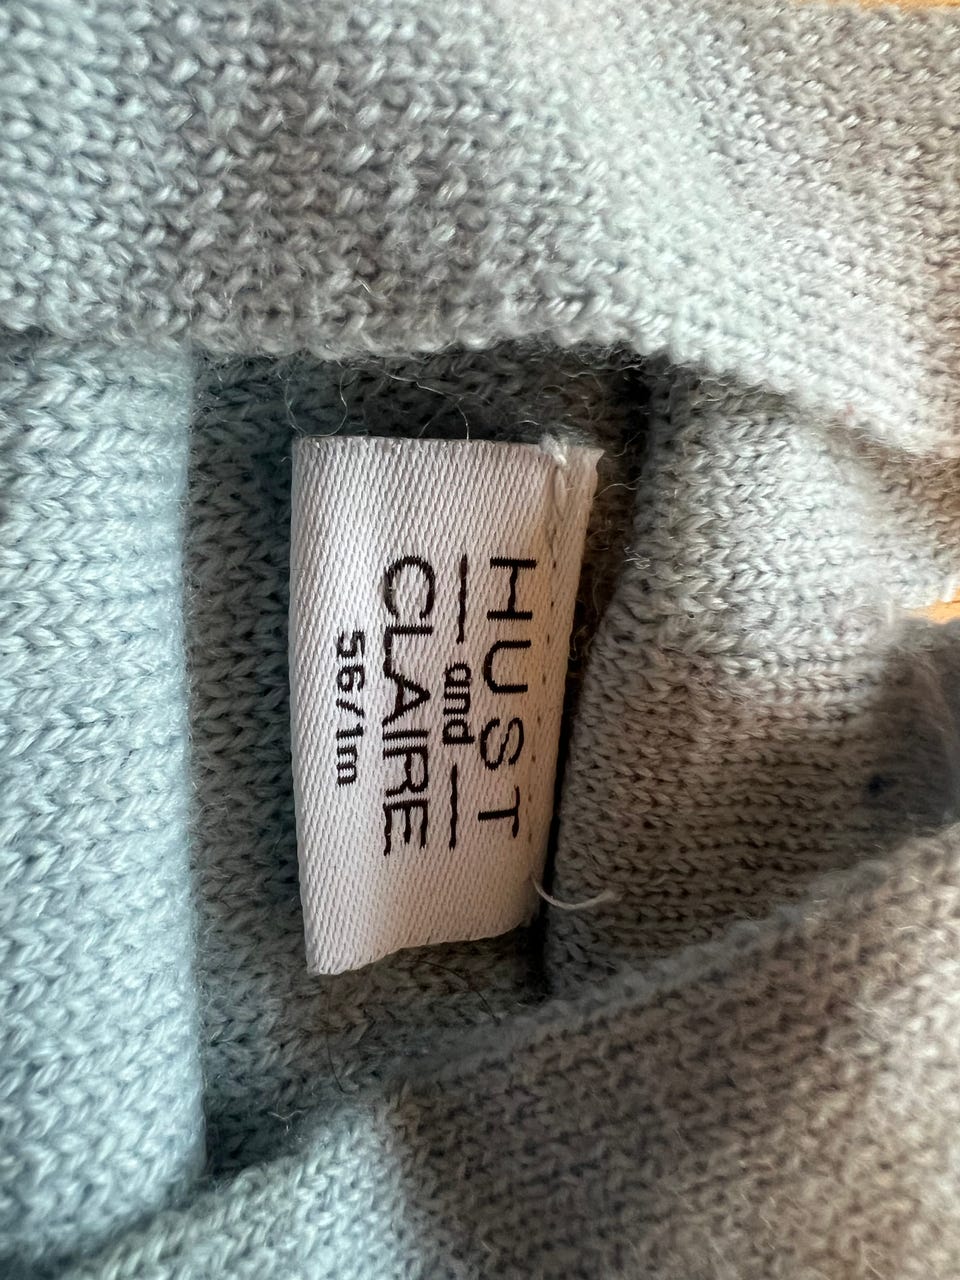 HUST
and
CLAIRE
56/1m